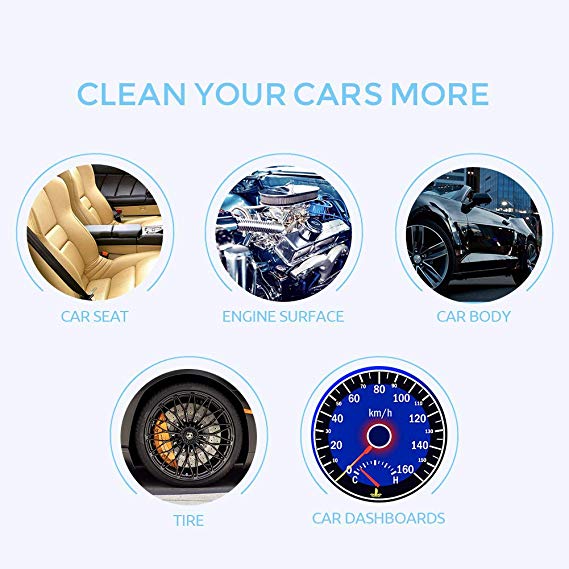 CLEAN YOUR CARS MORE
CAR SEAT
ENGINE SURFACE
CAR BODY
TIRE
80
60
100
km/h
40
120
20
140
0
160
C
H
CAR DASHBOARDS